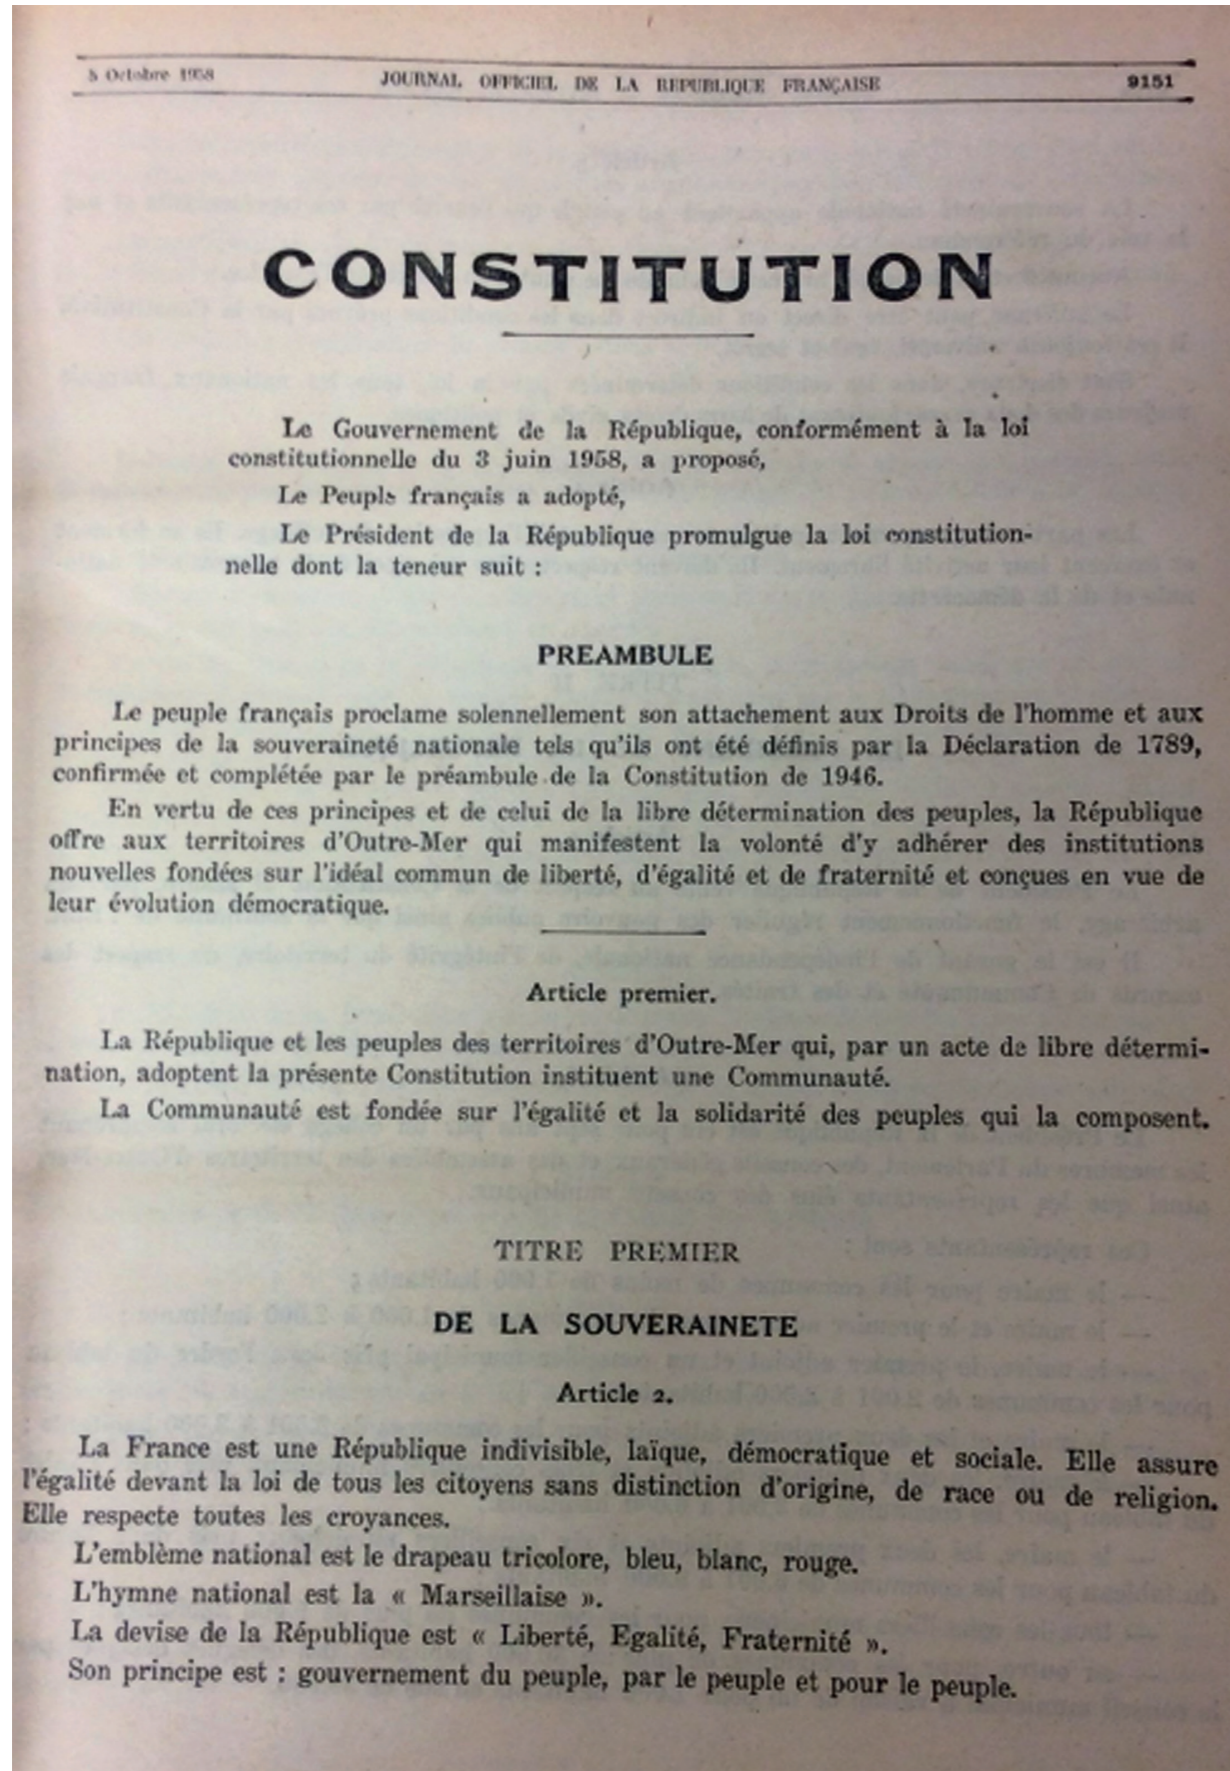 5 Octobre 1958 JOURNAL OFFICIEL DE LA REPUBLIQUE FRANÇAISE 9151
CONSTITUTION
Le Gouvernement de la République, conformément à la loi
constitutionnelle du 3 juin 1958, a proposé,
Le Peuple français a adopté,
Le Président de la République promulgue la loi constitution-
nelle dont la teneur suit :
PREAMBULE
Le peuple français proclame solennellement son attachement aux Droits de l'homme et aux
principes de la souveraineté nationale tels qu'ils ont été définis par la Déclaration de 1789,
confirmée et complétée par le préambule de la Constitution de 1946.
En vertu de ces principes et de celui de la libre détermination des peuples, la République
offre aux territoires d'Outre-Mer qui manifestent la volonté d'y adhérer des institutions
nouvelles fondées sur l'idéal commun de liberté, d'égalité et de fraternité et conçues en vue de
leur évolution démocratique.
Article premier.
La République et les peuples des territoires d'Outre-Mer qui, par un acte de libre détermi-
nation, adoptent la présente Constitution instituent une Communauté.
La Communauté est fondée sur l'égalité et la solidarité des peuples qui la composent.
TITRE PREMIER
DE LA SOUVERAINETE
Article 2.
La France est une République indivisible, laïque, démocratique et sociale. Elle assure
l'égalité devant la loi de tous les citoyens sans distinction d'origine, de race ou de religion.
Elle respecte toutes les croyances.
L'emblème national est le drapeau tricolore, bleu, blanc, rouge.
L'hymne national est la « Marseillaise ».
La devise de la République est « Liberté, Egalité, Fraternité ».
Son principe est : gouvernement du peuple, par le peuple et pour le peuple.